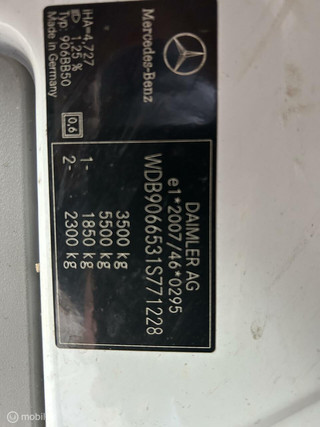 DAIMLER AG
e1*2007/46*0295
WDB9066531S771228
3500 kg
5500 kg
1- 1850 kg
2- 2300 kg
Mercedes-Benz
iHA=4,727
1,25 %
Typ: 906BB50
Made in Germany
0,6
mobil